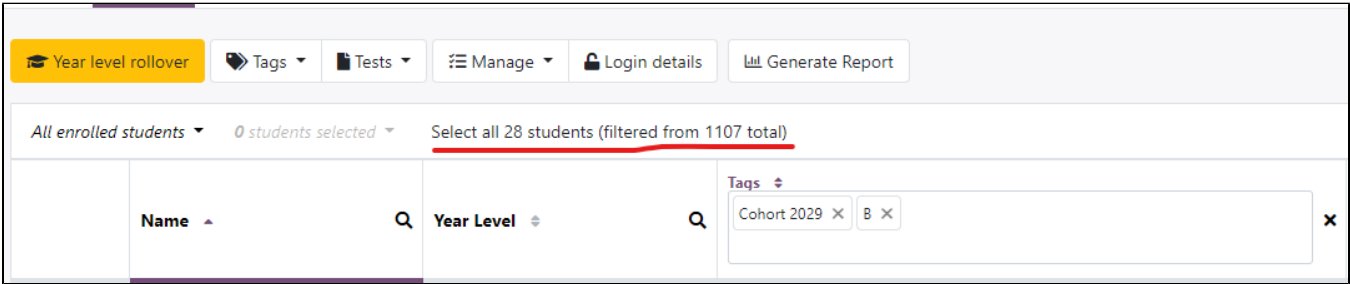 Year level rollover Tags Tests Manage Login details Generate Report
All enrolled students 0 students selected Select all 28 students (filtered from 1107 total)
Tags
Name Year Level Cohort 2029 B